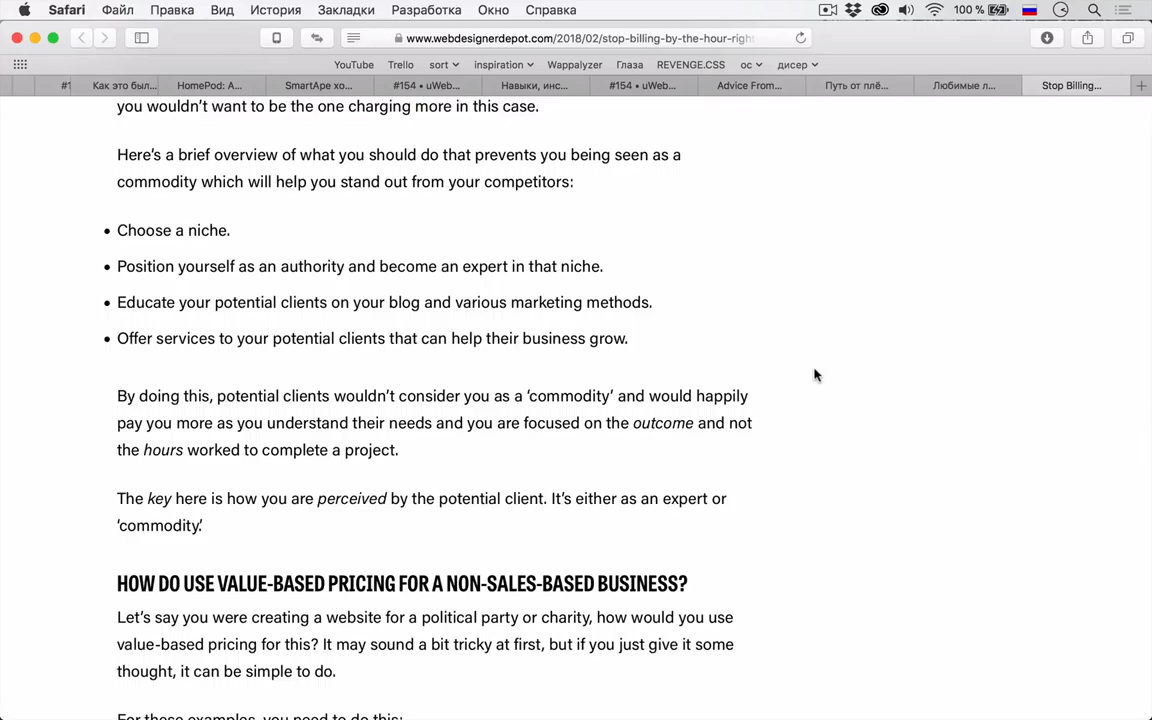 Safari Файл Правка Вид История Закладки Разработка Окно Справка 100 %
www.webdesignerdepot.com/2018/02/stop-billing-by-the-hour-righ
YouTube Trello sort inspiration Wappalyzer Глаза REVENGE.CSS ос дисер
#1 Как это был... HomePod: A... SmartApe хо... #154 • uWeb... Навыки, инс... #154 • uWeb... Advice From... Путь от плё... Любимые л... Stop Billing...
you wouldn’t want to be the one charging more in this case.
Here’s a brief overview of what you should do that prevents you being seen as a
commodity which will help you stand out from your competitors:
• Choose a niche.
• Position yourself as an authority and become an expert in that niche.
• Educate your potential clients on your blog and various marketing methods.
• Offer services to your potential clients that can help their business grow.
By doing this, potential clients wouldn’t consider you as a ‘commodity’ and would happily
pay you more as you understand their needs and you are focused on the outcome and not
the hours worked to complete a project.
The key here is how you are perceived by the potential client. It’s either as an expert or
‘commodity.’
HOW DO USE VALUE-BASED PRICING FOR A NON-SALES-BASED BUSINESS?
Let’s say you were creating a website for a political party or charity, how would you use
value-based pricing for this? It may sound a bit tricky at first, but if you just give it some
thought, it can be simple to do.
For these examples, you need to do this: